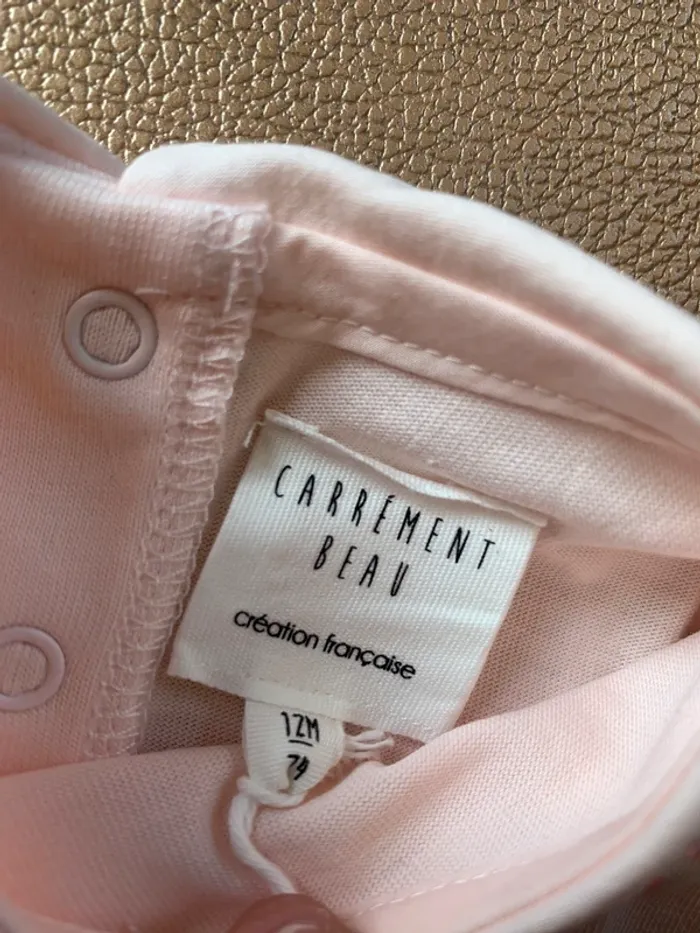 CARRÉMENT
BEAU
création française
12M
74